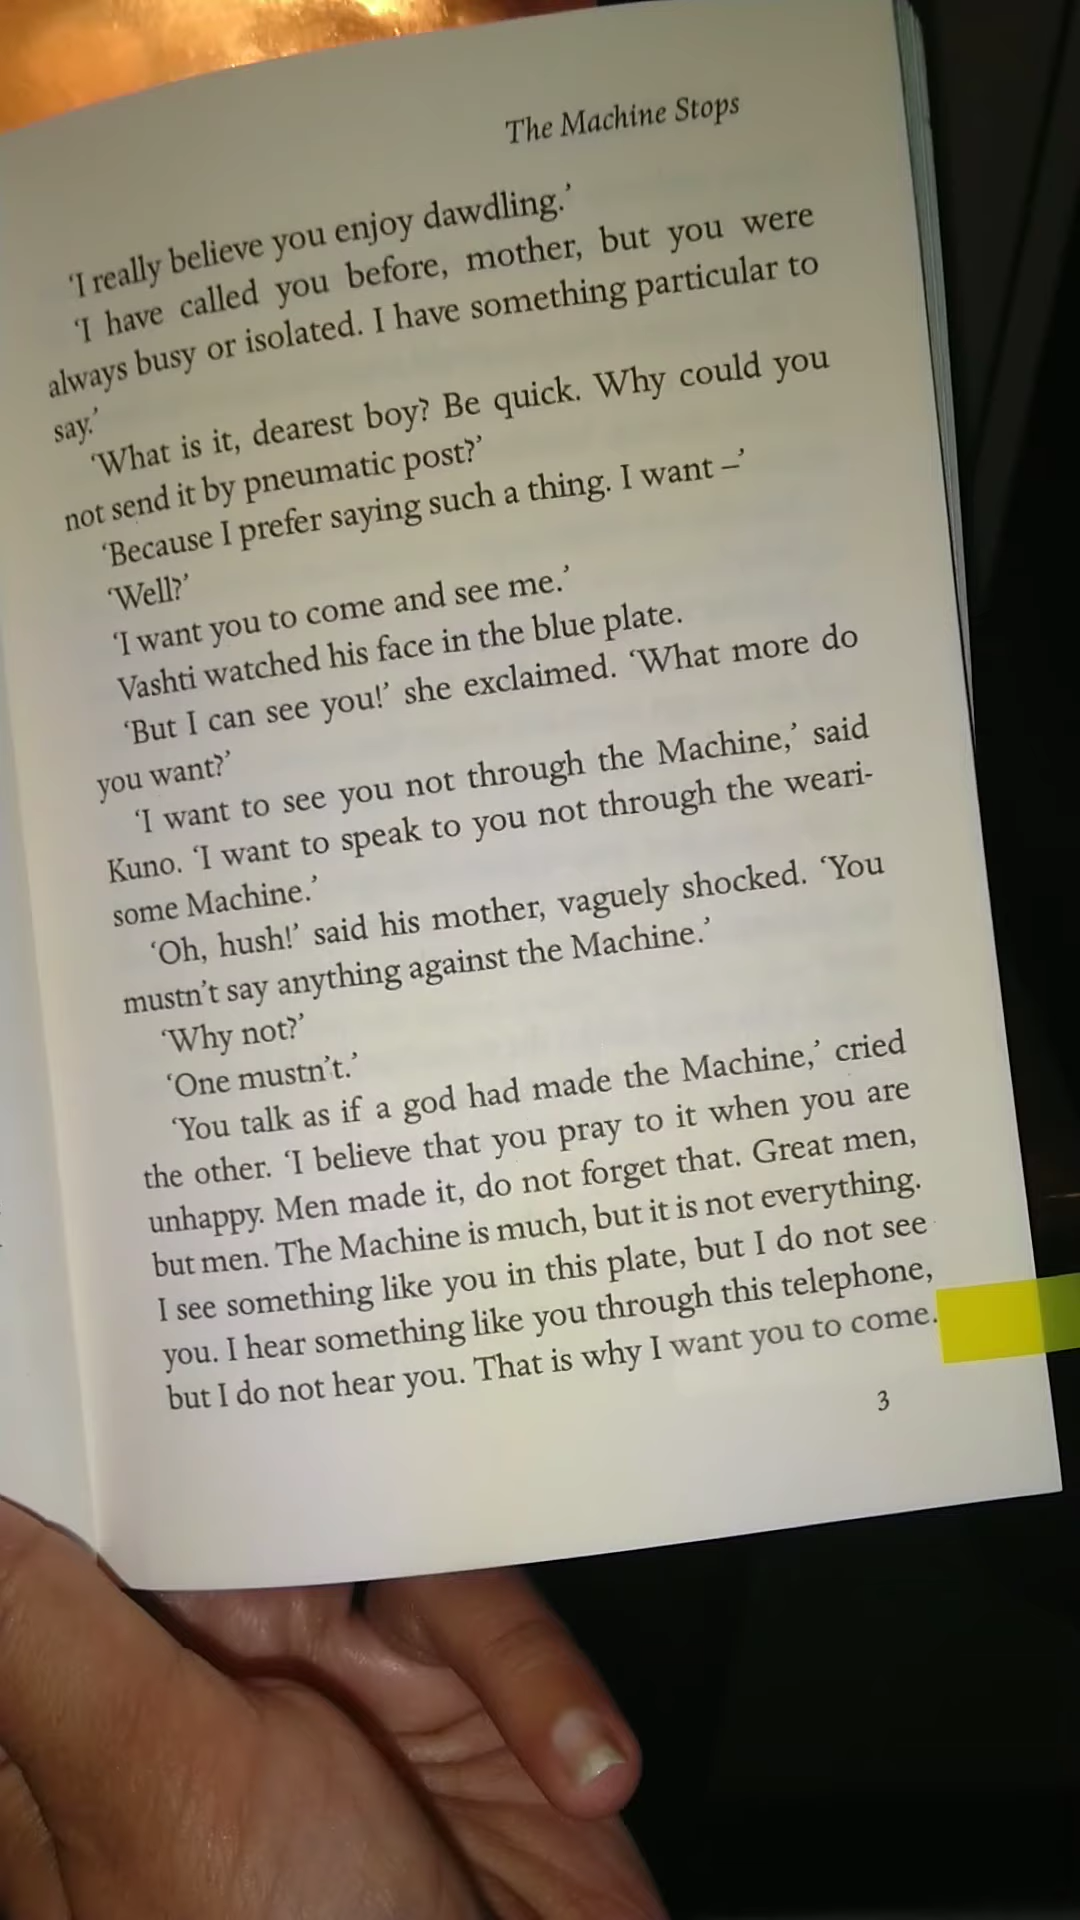 The Machine Stops
‘I really believe you enjoy dawdling.’
‘I have called you before, mother, but you were
always busy or isolated. I have something particular to
say.’
‘What is it, dearest boy? Be quick. Why could you
not send it by pneumatic post?’
‘Because I prefer saying such a thing. I want –’
‘Well?’
‘I want you to come and see me.’
Vashti watched his face in the blue plate.
‘But I can see you!’ she exclaimed. ‘What more do
you want?’
‘I want to see you not through the Machine,’ said
Kuno. ‘I want to speak to you not through the weari-
some Machine.’
‘Oh, hush!’ said his mother, vaguely shocked. ‘You
mustn’t say anything against the Machine.’
‘Why not?’
‘One mustn’t.’
‘You talk as if a god had made the Machine,’ cried
the other. ‘I believe that you pray to it when you are
unhappy. Men made it, do not forget that. Great men,
but men. The Machine is much, but it is not everything.
I see something like you in this plate, but I do not see
you. I hear something like you through this telephone,
but I do not hear you. That is why I want you to come.
3